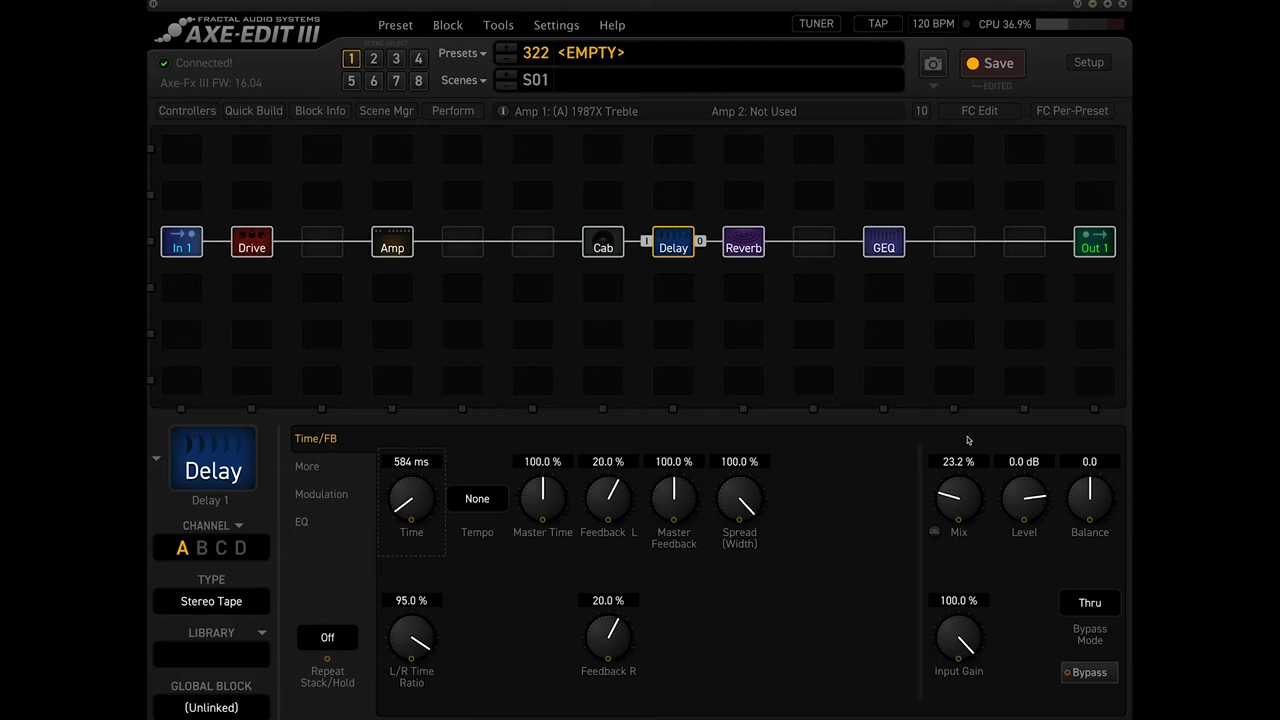 FRACTAL AUDIO SYSTEMS
AXE-EDIT III
Preset Block Tools Settings Help
TUNER TAP 120 BPM CPU 36.9%
SCENE SELECT
1 2 3 4
5 6 7 8
Presets 322 <EMPTY>
Scenes S01
Connected!
Axe-Fx III FW: 16.04
Save
EDITED
Setup
Controllers Quick Build Block Info Scene Mgr Perform Amp 1: (A) 1987X Treble Amp 2: Not Used 10 FC Edit FC Per-Preset
In 1 Drive Amp Cab I Delay O Reverb GEQ Out 1
Delay
Delay 1
CHANNEL
A B C D
TYPE
Stereo Tape
LIBRARY
GLOBAL BLOCK
(Unlinked)
Time/FB
More
Modulation
EQ
Off
Repeat
Stack/Hold
584 ms 100.0 % 20.0 % 100.0 % 100.0 % 23.2 % 0.0 dB 0.0
None
Time Tempo Master Time Feedback L Master Feedback Spread (Width) Mix Level Balance
95.0 % 20.0 % 100.0 % Thru
L/R Time Ratio Feedback R Input Gain Bypass Mode
Bypass